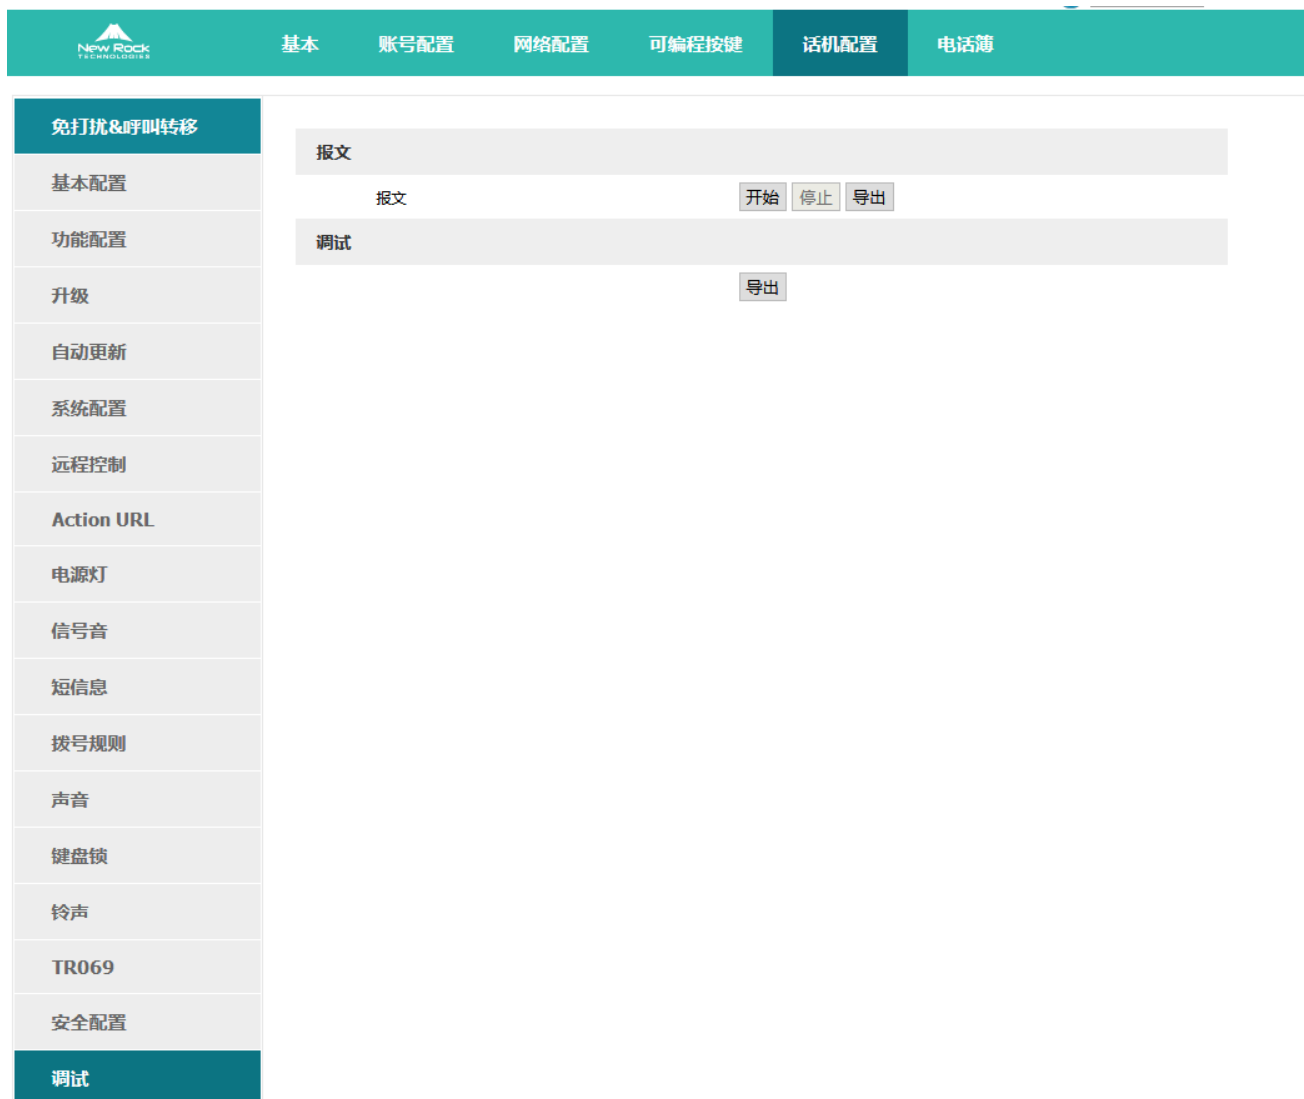 New Rock
TECHNOLOGIES
基本 账号配置 网络配置 可编程按键 话机配置 电话簿
免打扰&呼叫转移
基本配置
功能配置
升级
自动更新
系统配置
远程控制
Action URL
电源灯
信号音
短信息
拨号规则
声音
键盘锁
铃声
TR069
安全配置
调试
报文
报文 开始 停止 导出
调试
导出